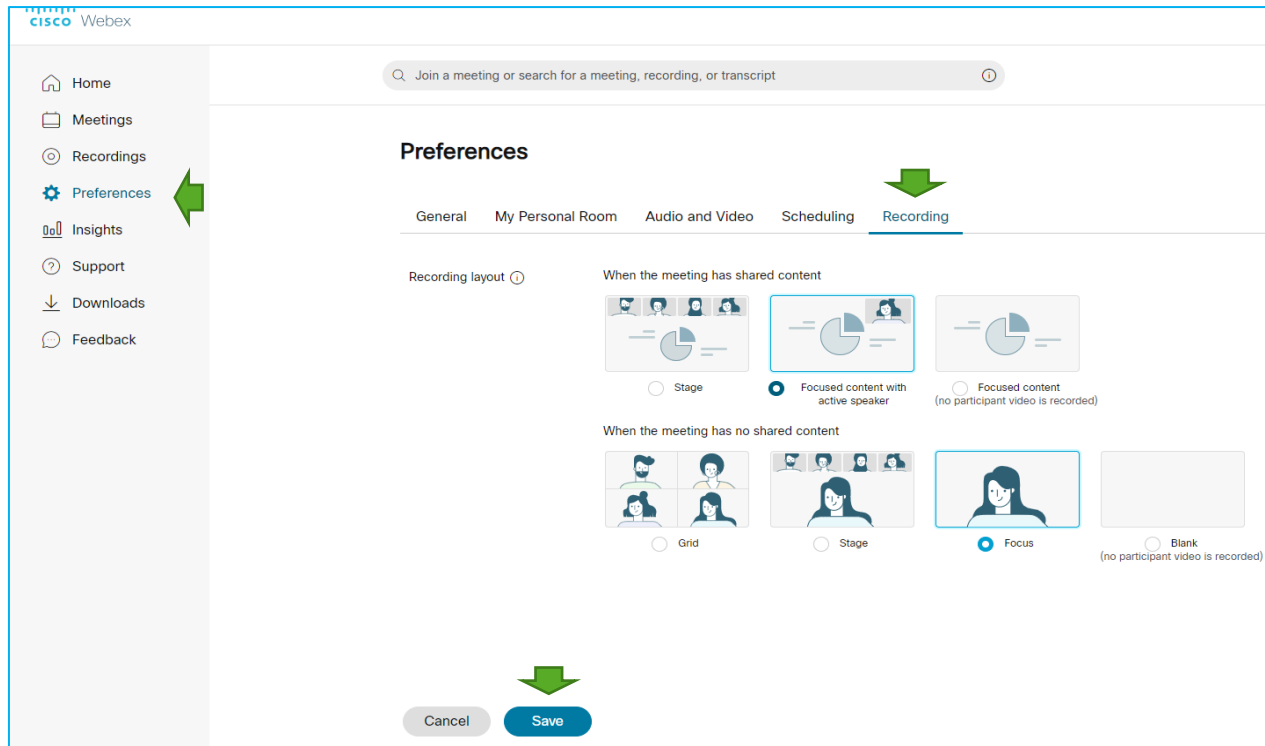 cisco Webex
Join a meeting or search for a meeting, recording, or transcript
Home
Meetings
Recordings
Preferences
Insights
Support
Downloads
Feedback
Preferences
General My Personal Room Audio and Video Scheduling Recording
Recording layout
When the meeting has shared content
Stage
Focused content with
active speaker
Focused content
(no participant video is recorded)
When the meeting has no shared content
Grid
Stage
Focus
Blank
(no participant video is recorded)
Cancel Save